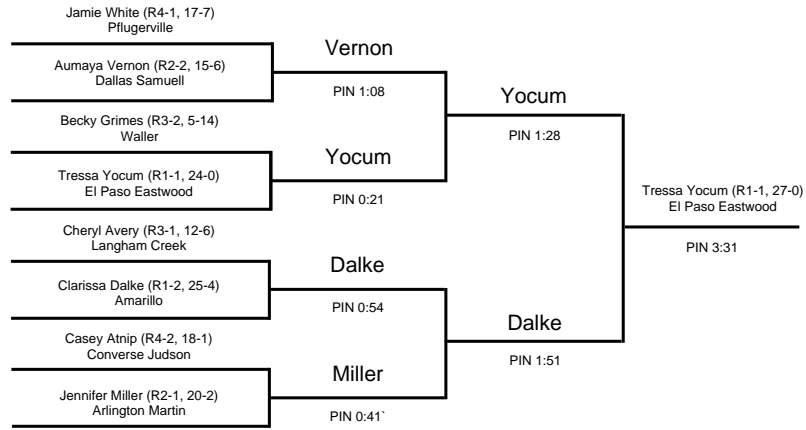 Jamie White (R4-1, 17-7)
Pflugerville
Aumaya Vernon (R2-2, 15-6)
Dallas Samuell
Becky Grimes (R3-2, 5-14)
Waller
Tressa Yocum (R1-1, 24-0)
El Paso Eastwood
Cheryl Avery (R3-1, 12-6)
Langham Creek
Clarissa Dalke (R1-2, 25-4)
Amarillo
Casey Atnip (R4-2, 18-1)
Converse Judson
Jennifer Miller (R2-1, 20-2)
Arlington Martin
Vernon
PIN 1:08
Yocum
PIN 0:21
Dalke
PIN 0:54
Miller
PIN 0:41`
Yocum
PIN 1:28
Dalke
PIN 1:51
Tressa Yocum (R1-1, 27-0)
El Paso Eastwood
PIN 3:31